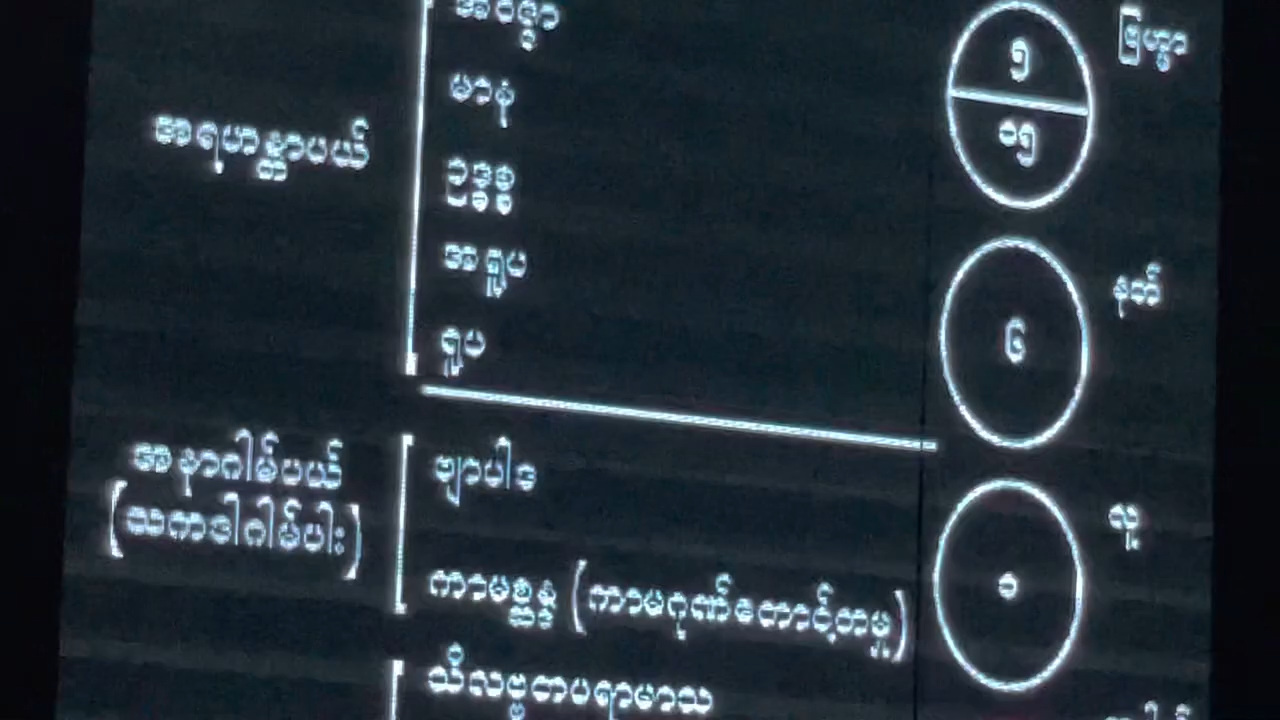 အဝိဇ္ဇာ
မာန
ဥဒ္ဓစ္စ
အရူပ
ရူပ
အရဟန္တာပယ်
ဗျာပါဒ
ကာမစ္ဆန္ဒ (ကာမဂုဏ်တောင့်တမှု)
အနာဂါမ်ပယ်
(သကဒါဂါမ်ပါး)
သီလဗ္ဗတပရာမာသ
၅
၁၅
ဗြဟ္မာ
၆
နတ်
၁
လူ